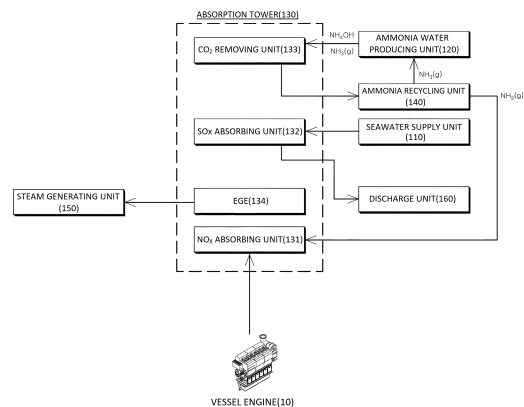 ABSORPTION TOWER(130)
CO₂ REMOVING UNIT(133)
NH₄OH
NH₃(g)
AMMONIA WATER
PRODUCING UNIT(120)
NH₃(g)
AMMONIA RECYCLING UNIT
(140)
NH₃(g)
SOx ABSORBING UNIT(132)
SEAWATER SUPPLY UNIT
(110)
STEAM GENERATING UNIT
(150)
EGE(134)
DISCHARGE UNIT(160)
NOx ABSORBING UNIT(131)
VESSEL ENGINE(10)